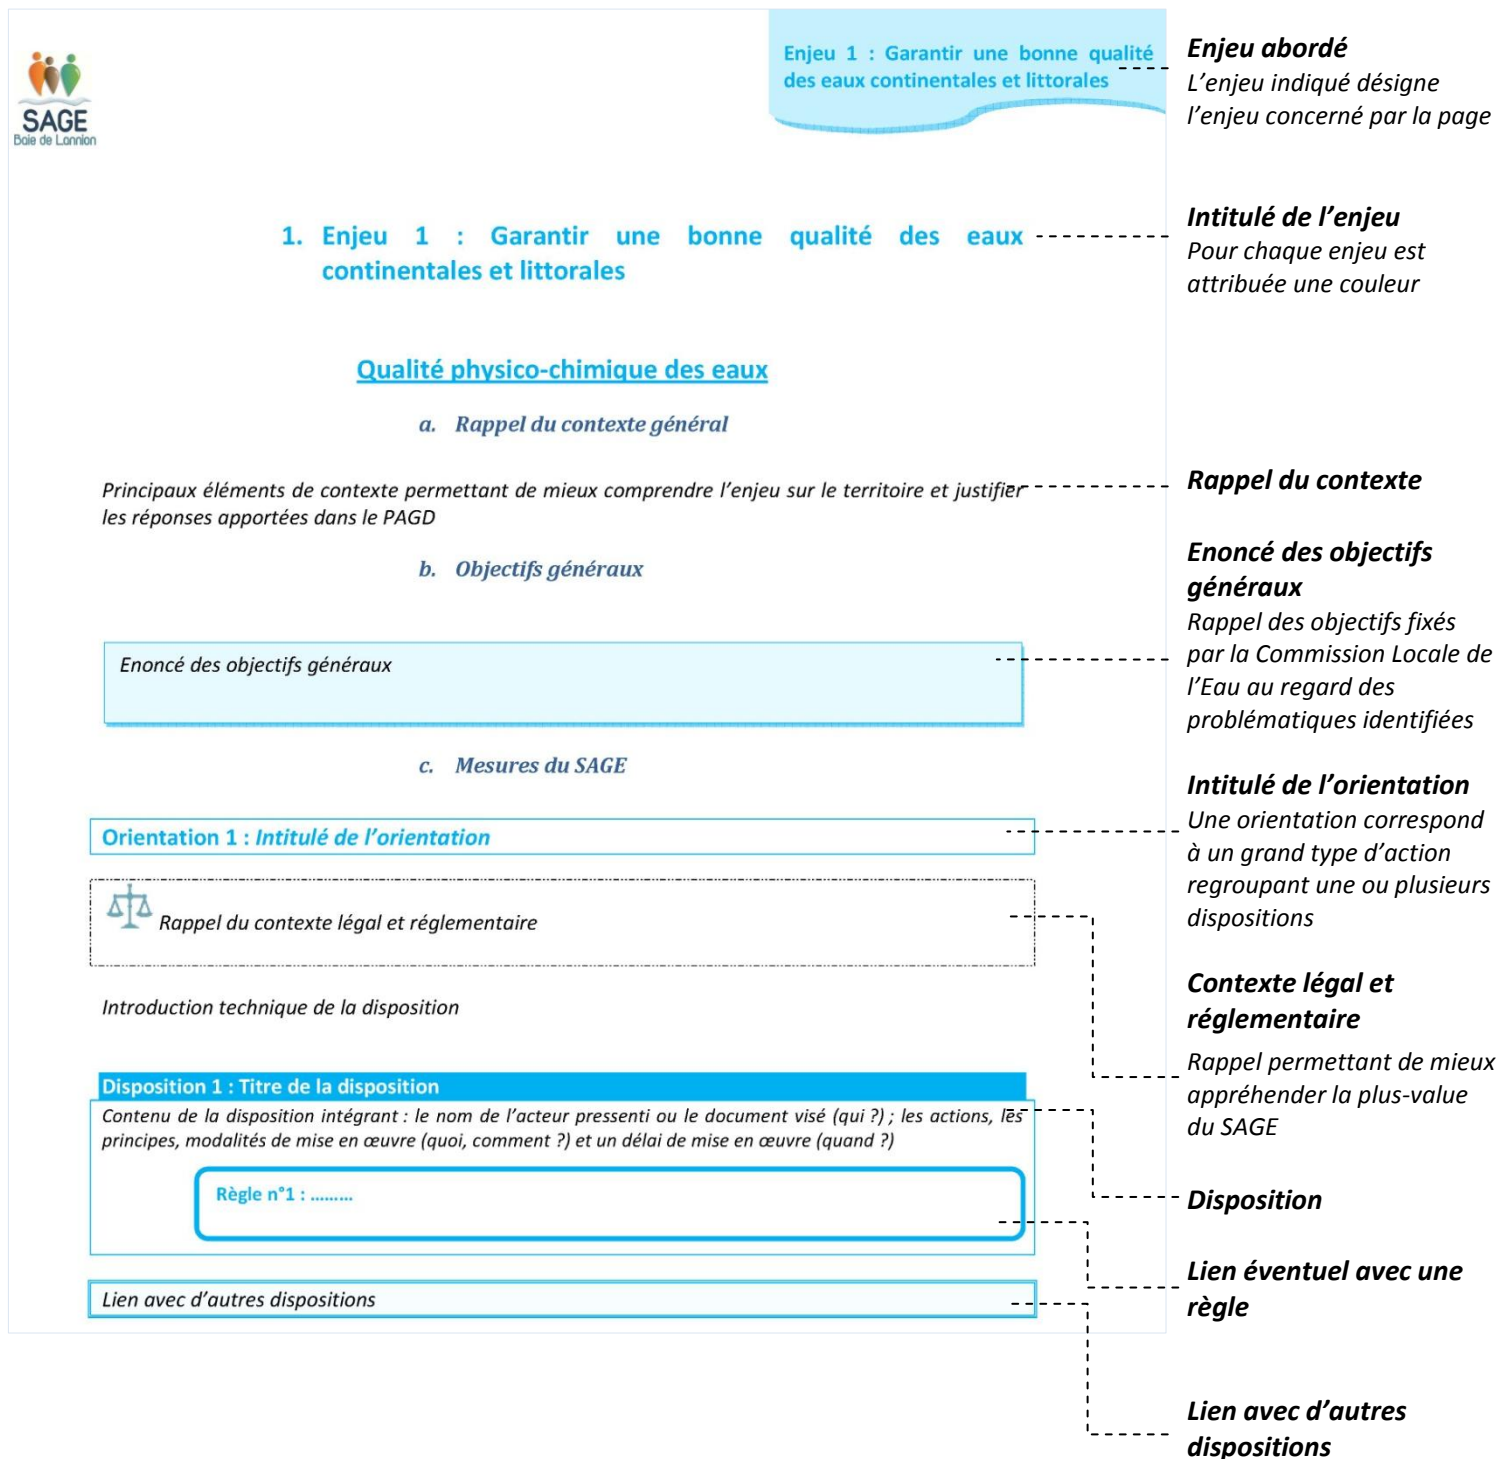 SAGE
Baie de Lannion
Enjeu 1 : Garantir une bonne qualité
des eaux continentales et littorales
1. Enjeu 1 : Garantir une bonne qualité des eaux
continentales et littorales
Qualité physico-chimique des eaux
a. Rappel du contexte général
Principaux éléments de contexte permettant de mieux comprendre l’enjeu sur le territoire et justifier
les réponses apportées dans le PAGD
b. Objectifs généraux
Enoncé des objectifs généraux
c. Mesures du SAGE
Orientation 1 : Intitulé de l’orientation
Rappel du contexte légal et réglementaire
Introduction technique de la disposition
Disposition 1 : Titre de la disposition
Contenu de la disposition intégrant : le nom de l’acteur pressenti ou le document visé (qui ?) ; les actions, les
principes, modalités de mise en œuvre (quoi, comment ?) et un délai de mise en œuvre (quand ?)
Règle n°1 : .........
Lien avec d’autres dispositions
Enjeu abordé
L’enjeu indiqué désigne
l’enjeu concerné par la page
Intitulé de l’enjeu
Pour chaque enjeu est
attribuée une couleur
Rappel du contexte
Enoncé des objectifs
généraux
Rappel des objectifs fixés
par la Commission Locale de
l’Eau au regard des
problématiques identifiées
Intitulé de l’orientation
Une orientation correspond
à un grand type d’action
regroupant une ou plusieurs
dispositions
Contexte légal et
réglementaire
Rappel permettant de mieux
appréhender la plus-value
du SAGE
Disposition
Lien éventuel avec une
règle
Lien avec d’autres
dispositions